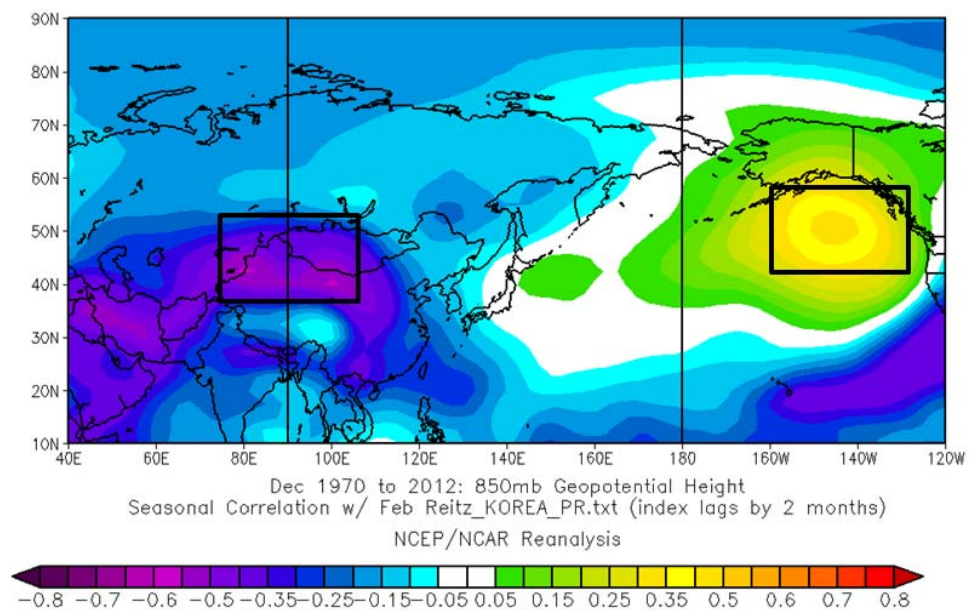 90N
80N
70N
60N
50N
40N
30N
20N
10N
40E 60E 80E 100E 120E 140E 160E 180 160W 140W 120W
Dec 1970 to 2012: 850mb Geopotential Height
Seasonal Correlation w/ Feb Reitz_KOREA_PR.txt (index lags by 2 months)
NCEP/NCAR Reanalysis
-0.8 -0.7 -0.6 -0.5 -0.35 -0.25 -0.15 -0.05 0.05 0.15 0.25 0.35 0.5 0.6 0.7 0.8